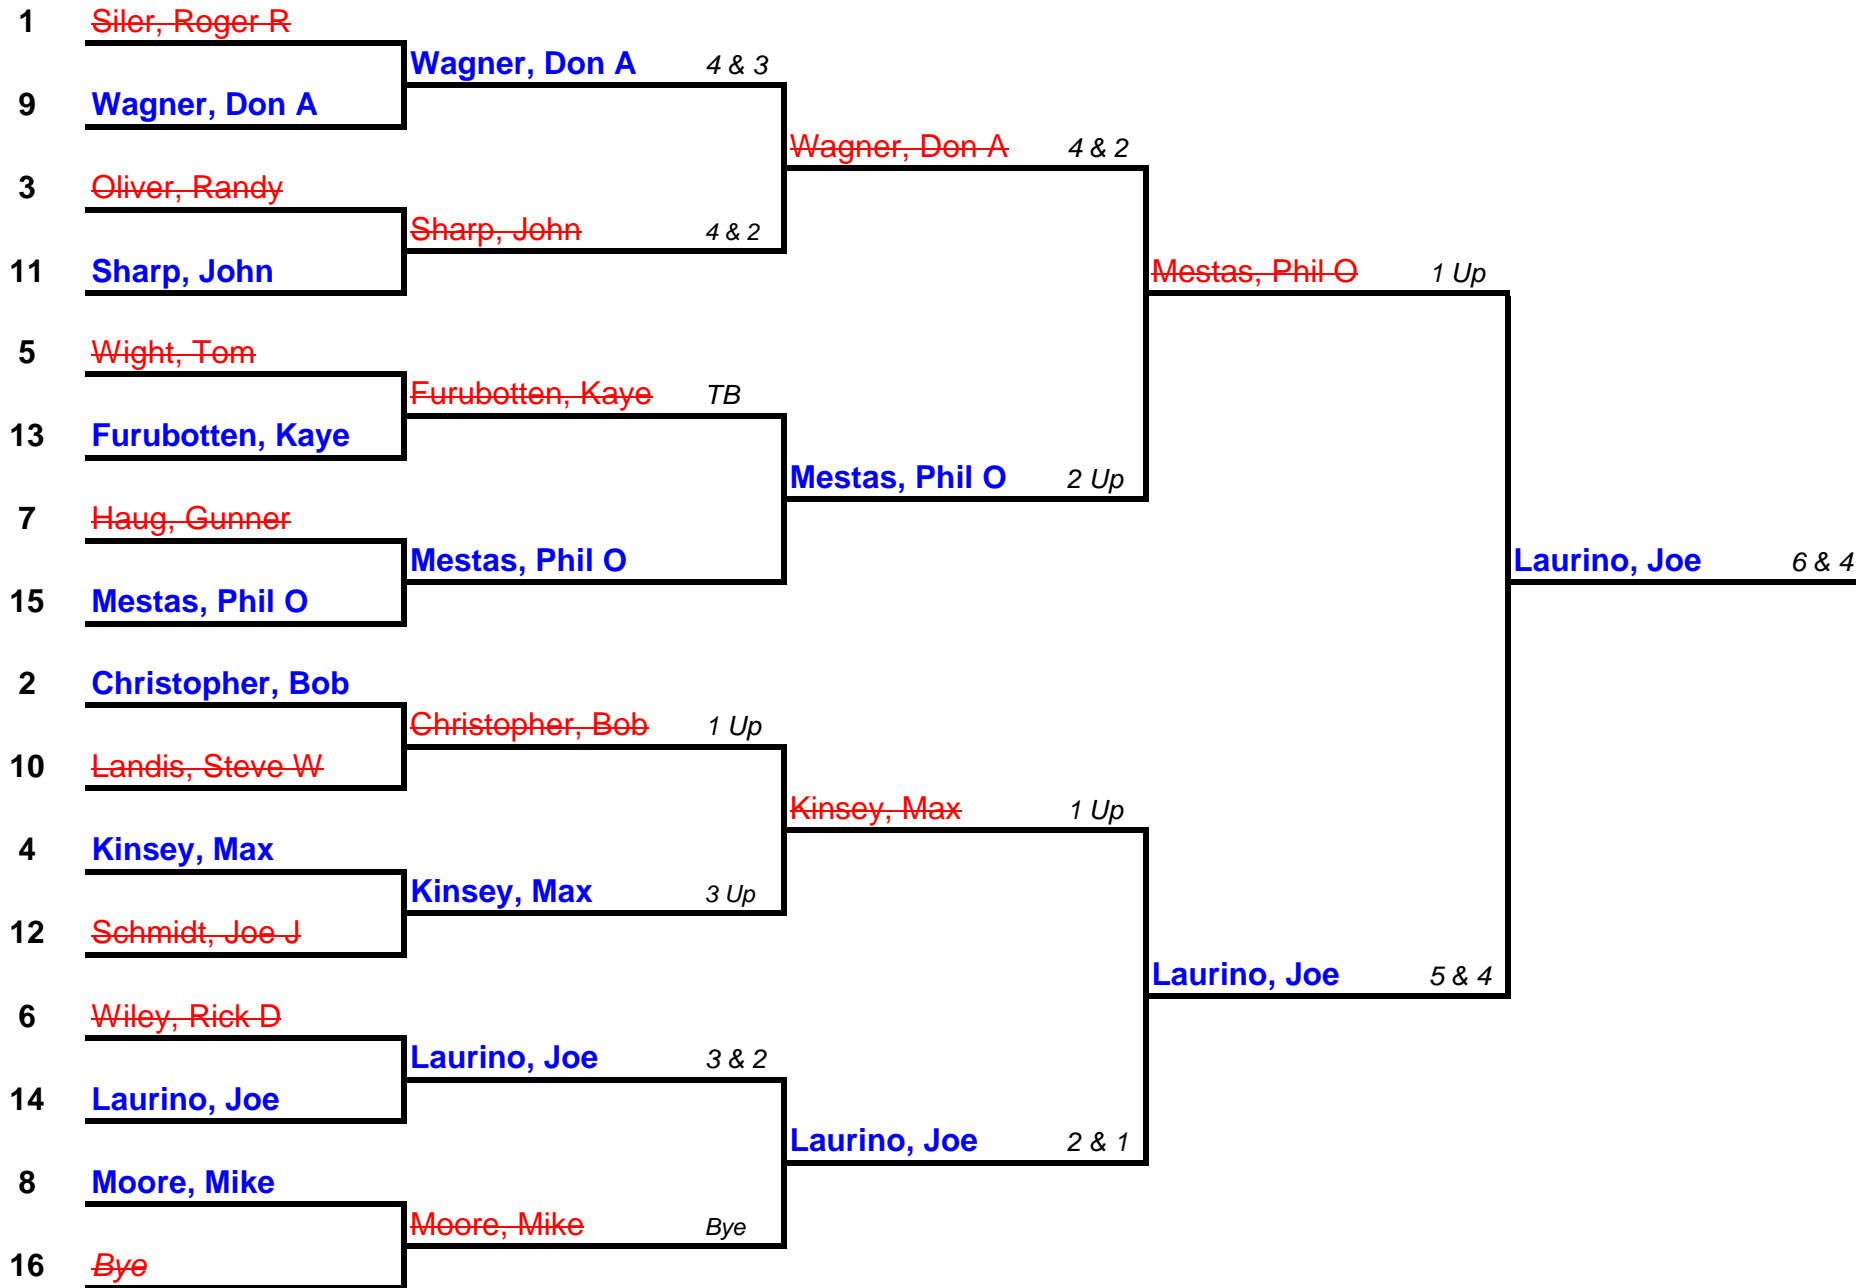 1 Siler, Roger R
Wagner, Don A 4 & 3
9 Wagner, Don A
Wagner, Don A 4 & 2
3 Oliver, Randy
Sharp, John 4 & 2
11 Sharp, John
Mestas, Phil O 1 Up
5 Wight, Tom
Furubotten, Kaye TB
13 Furubotten, Kaye
Mestas, Phil O 2 Up
7 Haug, Gunner
Mestas, Phil O
Laurino, Joe 6 & 4
15 Mestas, Phil O
2 Christopher, Bob
Christopher, Bob 1 Up
10 Landis, Steve W
Kinsey, Max 1 Up
4 Kinsey, Max
Kinsey, Max 3 Up
12 Schmidt, Joe J
Laurino, Joe 5 & 4
6 Wiley, Rick D
Laurino, Joe 3 & 2
14 Laurino, Joe
Laurino, Joe 2 & 1
8 Moore, Mike
Moore, Mike Bye
16 Bye